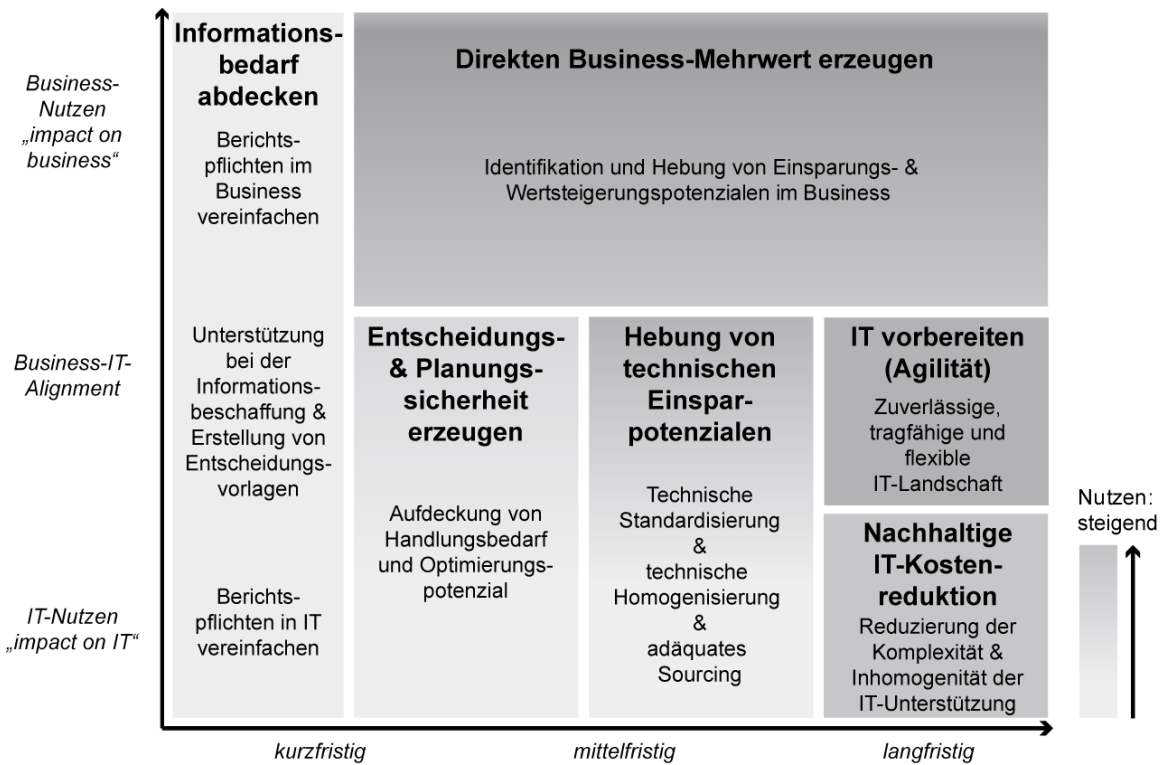 Business-
Nutzen
„impact on
business“
Business-IT-
Alignment
IT-Nutzen
„impact on IT“
Informations-
bedarf
abdecken
Berichts-
pflichten im
Business
vereinfachen
Unterstützung
bei der
Informations-
beschaffung &
Erstellung von
Entscheidungs-
vorlagen
Berichts-
pflichten in IT
vereinfachen
Direkten Business-Mehrwert erzeugen
Identifikation und Hebung von Einsparungs- &
Wertsteigerungspotenzialen im Business
Entscheidungs-
& Planungs-
sicherheit
erzeugen
Aufdeckung von
Handlungsbedarf
und Optimierungs-
potenzial
Hebung von
technischen
Einspar-
potenzialen
Technische
Standardisierung
&
technische
Homogenisierung
&
adäquates
Sourcing
IT vorbereiten
(Agilität)
Zuverlässige,
tragfähige und
flexible
IT-Landschaft
Nachhaltige
IT-Kosten-
reduktion
Reduzierung der
Komplexität &
Inhomogenität der
IT-Unterstützung
Nutzen:
steigend
kurzfristig
mittelfristig
langfristig